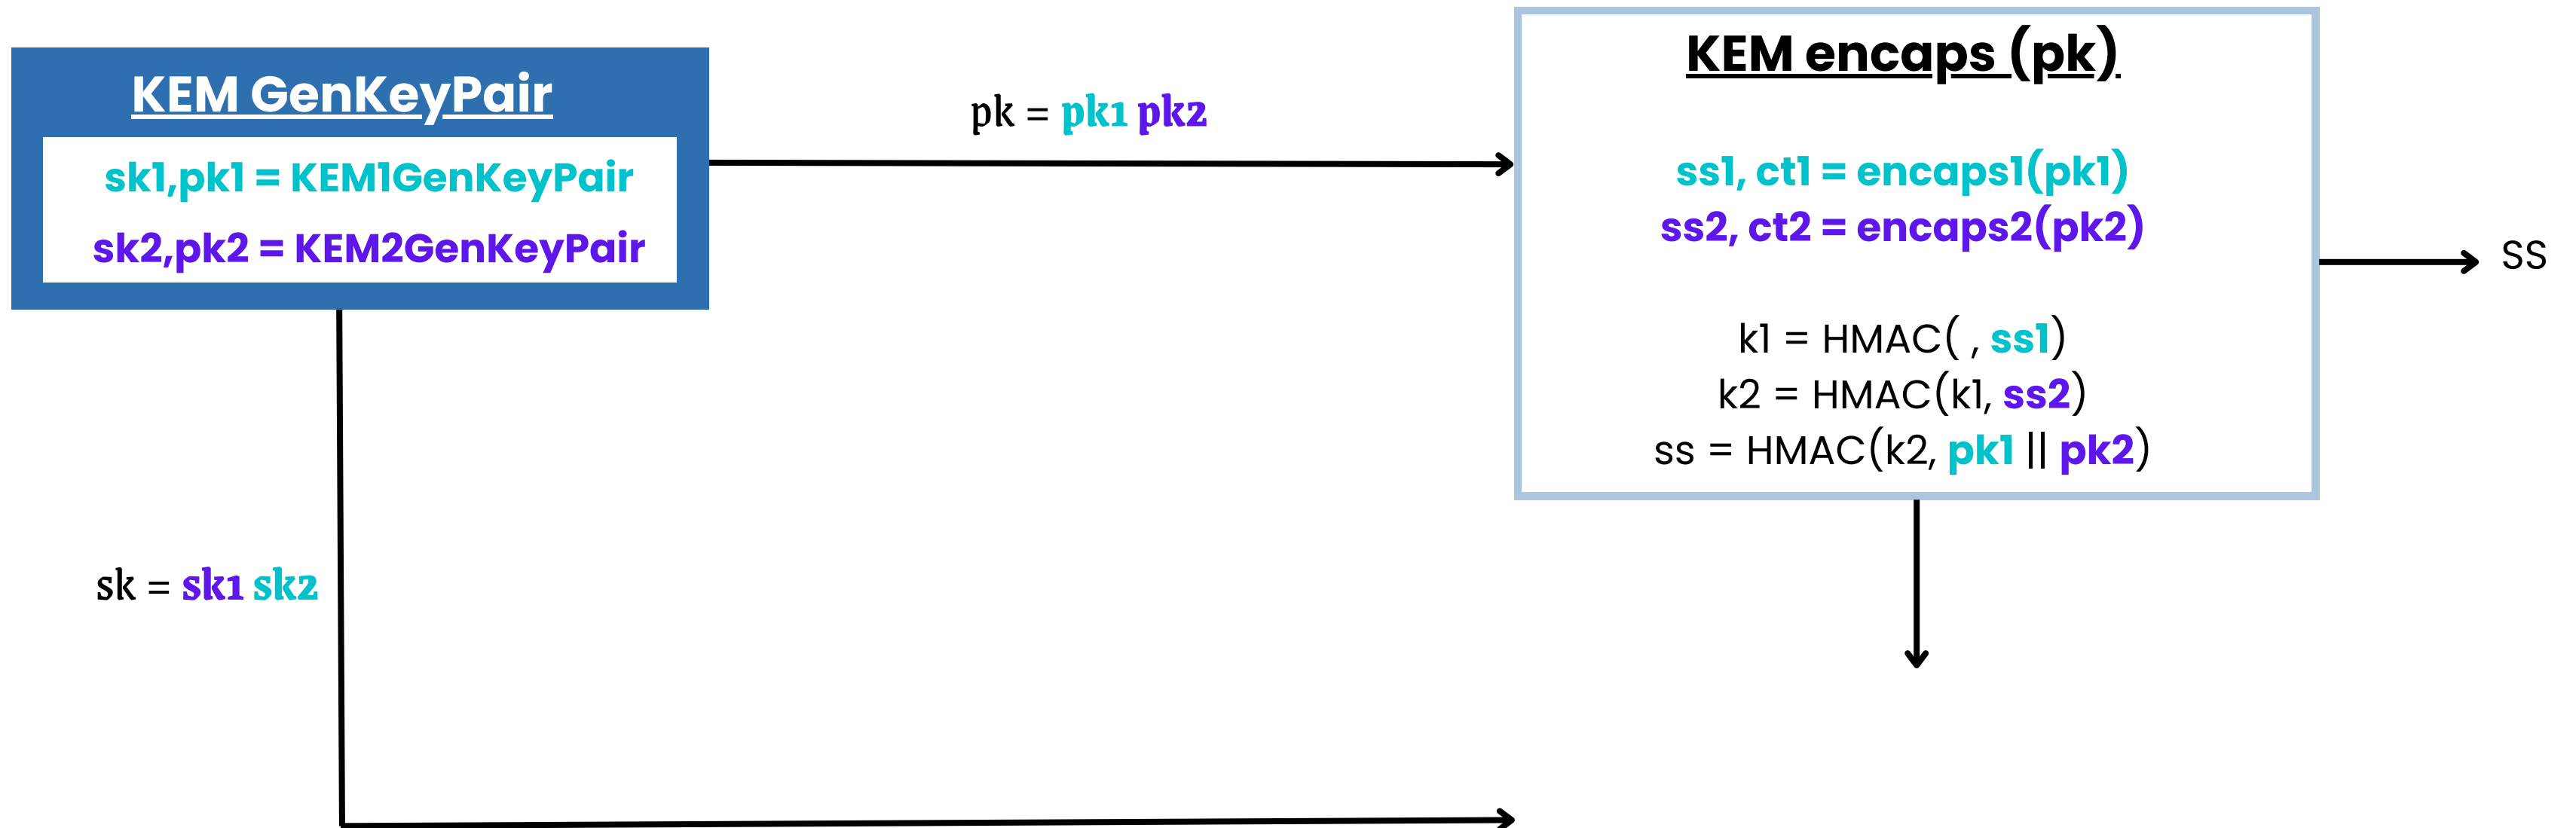 KEM GenKeyPair
sk1,pk1 = KEM1GenKeyPair
sk2,pk2 = KEM2GenKeyPair
pk = pk1 pk2
KEM encaps (pk)
ss1, ct1 = encaps1(pk1)
ss2, ct2 = encaps2(pk2)
k1 = HMAC( , ss1)
k2 = HMAC(k1, ss2)
ss = HMAC(k2, pk1 || pk2)
ss
sk = sk1 sk2